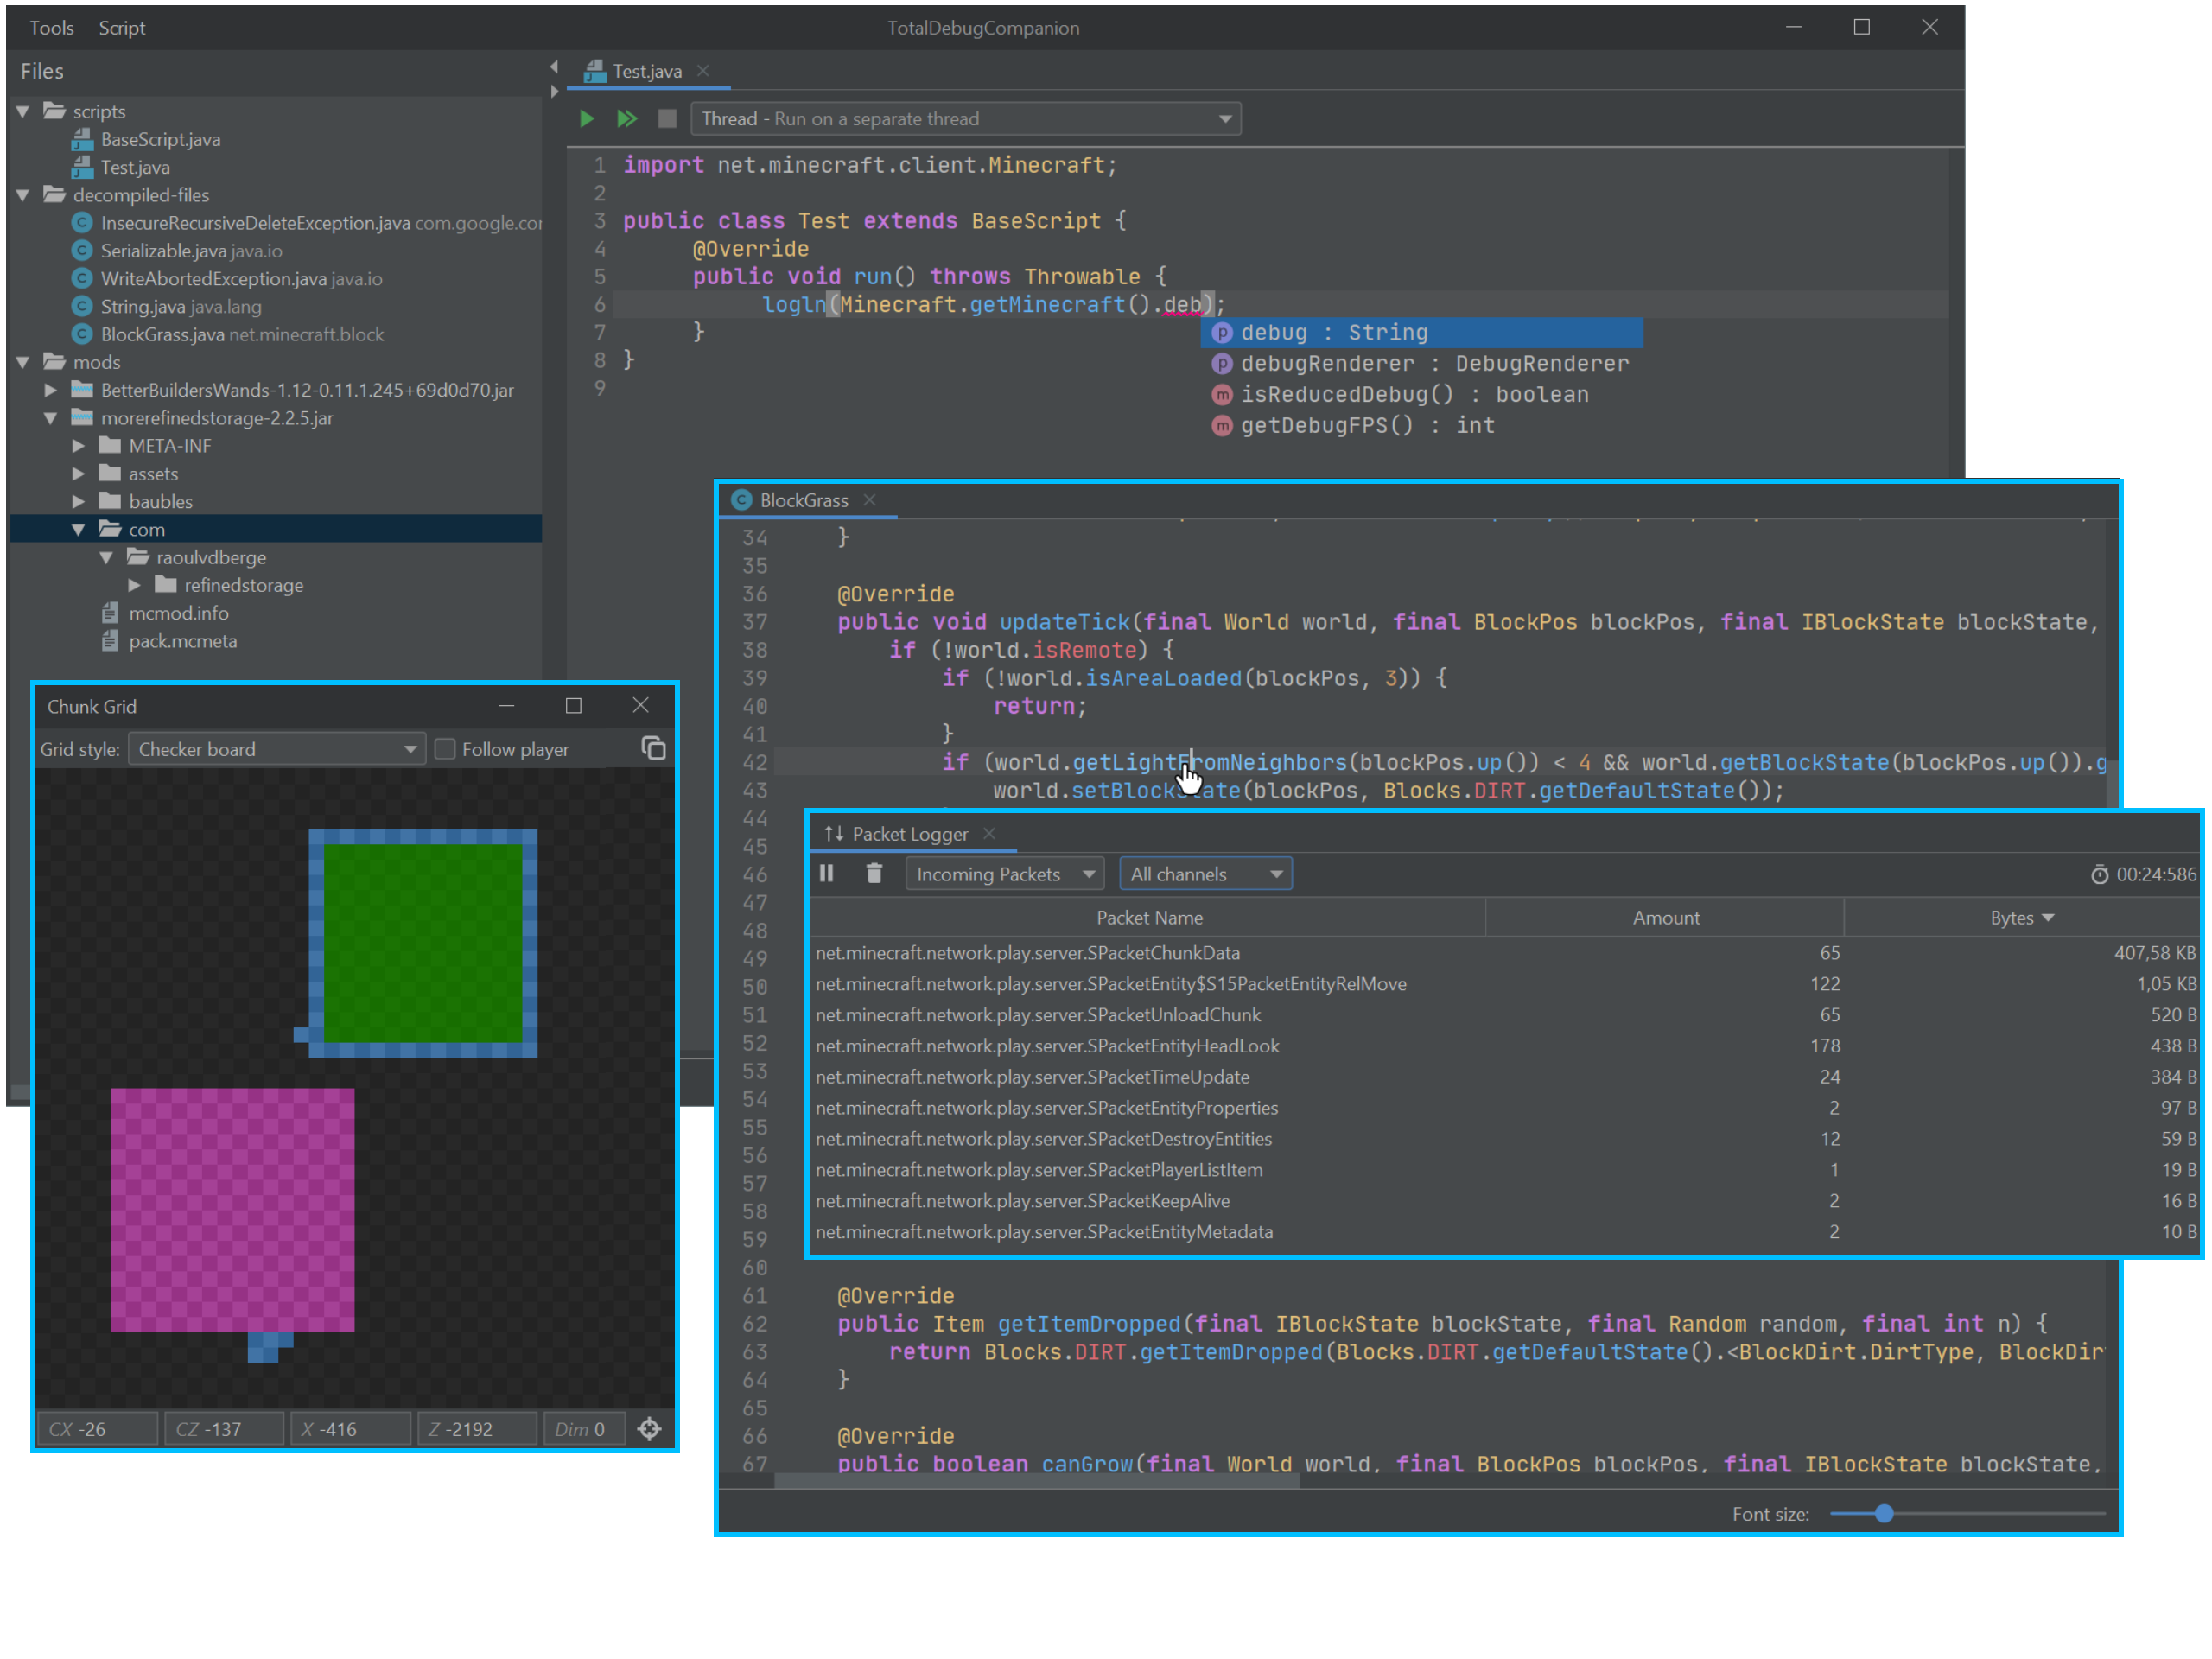 Tools Script TotalDebugCompanion
Files
scripts
BaseScript.java
Test.java
decompiled-files
InsecureRecursiveDeleteException.java com.google.cor
Serializable.java java.io
WriteAbortedException.java java.io
String.java java.lang
BlockGrass.java net.minecraft.block
mods
BetterBuildersWands-1.12-0.11.1.245+69d0d70.jar
morerefinedstorage-2.2.5.jar
META-INF
assets
baubles
com
raoulvdberge
refinedstorage
mcmod.info
pack.mcmeta
Test.java
Thread - Run on a separate thread
1 import net.minecraft.client.Minecraft;
2
3 public class Test extends BaseScript {
4 @Override
5 public void run() throws Throwable {
6 logln(Minecraft.getMinecraft().deb);
7 }
8 }
9
p debug : String
p debugRenderer : DebugRenderer
m isReducedDebug() : boolean
m getDebugFPS() : int
C BlockGrass
34 }
35
36 @Override
37 public void updateTick(final World world, final BlockPos blockPos, final IBlockState blockState,
38 if (!world.isRemote) {
39 if (!world.isAreaLoaded(blockPos, 3)) {
40 return;
41 }
42 if (world.getLightFromNeighbors(blockPos.up()) < 4 && world.getBlockState(blockPos.up()).g
43 world.setBlockState(blockPos, Blocks.DIRT.getDefaultState());
44
45
46
47
48
49
50
51
52
53
54
55
56
57
58
59
60
61 @Override
62 public Item getItemDropped(final IBlockState blockState, final Random random, final int n) {
63 return Blocks.DIRT.getItemDropped(Blocks.DIRT.getDefaultState().<BlockDirt.DirtType, BlockDir
64 }
65
66 @Override
67 public boolean canGrow(final World world, final BlockPos blockPos, final IBlockState blockState,
Font size:
Packet Logger
Incoming Packets All channels 00:24:586
Packet Name Amount Bytes
net.minecraft.network.play.server.SPacketChunkData 65 407,58 KB
net.minecraft.network.play.server.SPacketEntity$S15PacketEntityRelMove 122 1,05 KB
net.minecraft.network.play.server.SPacketUnloadChunk 65 520 B
net.minecraft.network.play.server.SPacketEntityHeadLook 178 438 B
net.minecraft.network.play.server.SPacketTimeUpdate 24 384 B
net.minecraft.network.play.server.SPacketEntityProperties 2 97 B
net.minecraft.network.play.server.SPacketDestroyEntities 12 59 B
net.minecraft.network.play.server.SPacketPlayerListItem 1 19 B
net.minecraft.network.play.server.SPacketKeepAlive 2 16 B
net.minecraft.network.play.server.SPacketEntityMetadata 2 10 B
Chunk Grid
Grid style: Checker board Follow player
CX -26 CZ -137 X -416 Z -2192 Dim 0